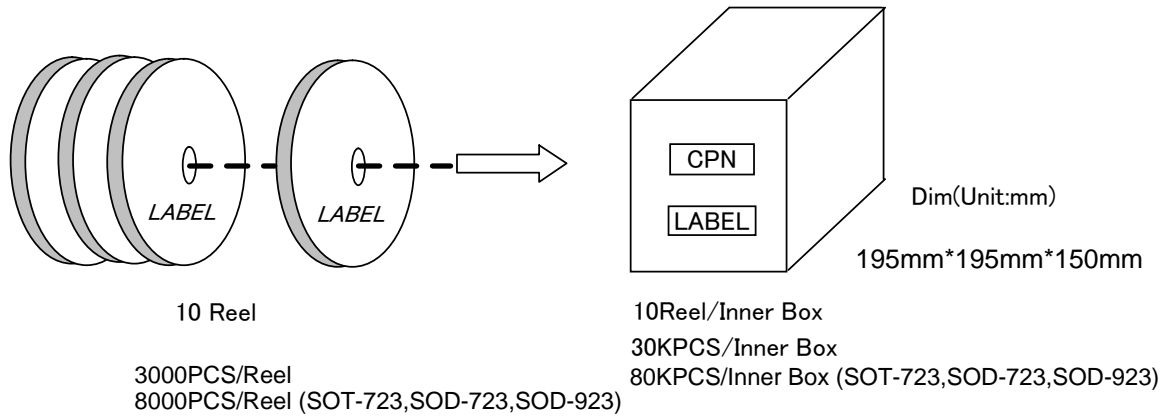 LABEL
LABEL
10 Reel
3000PCS/Reel
8000PCS/Reel (SOT-723,SOD-723,SOD-923)
CPN
LABEL
Dim(Unit:mm)
195mm*195mm*150mm
10Reel/Inner Box
30KPCS/Inner Box
80KPCS/Inner Box (SOT-723,SOD-723,SOD-923)